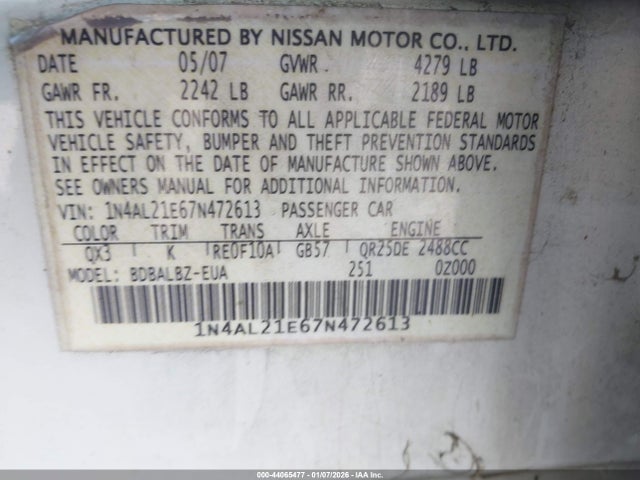 MANUFACTURED BY NISSAN MOTOR CO., LTD.
DATE 05/07 GVWR 4279 LB
GAWR FR. 2242 LB GAWR RR. 2189 LB
THIS VEHICLE CONFORMS TO ALL APPLICABLE FEDERAL MOTOR
VEHICLE SAFETY, BUMPER AND THEFT PREVENTION STANDARDS
IN EFFECT ON THE DATE OF MANUFACTURE SHOWN ABOVE.
SEE OWNERS MANUAL FOR ADDITIONAL INFORMATION.
VIN: 1N4AL21E67N472613 PASSENGER CAR
COLOR TRIM TRANS AXLE ENGINE
QX3 K RE0F10A GB57 QR25DE 2488CC
MODEL: BDBALBZ-EUA 251 0Z000
1N4AL21E67N472613
000-44065477 - 01/07/2026 - IAA, Inc.